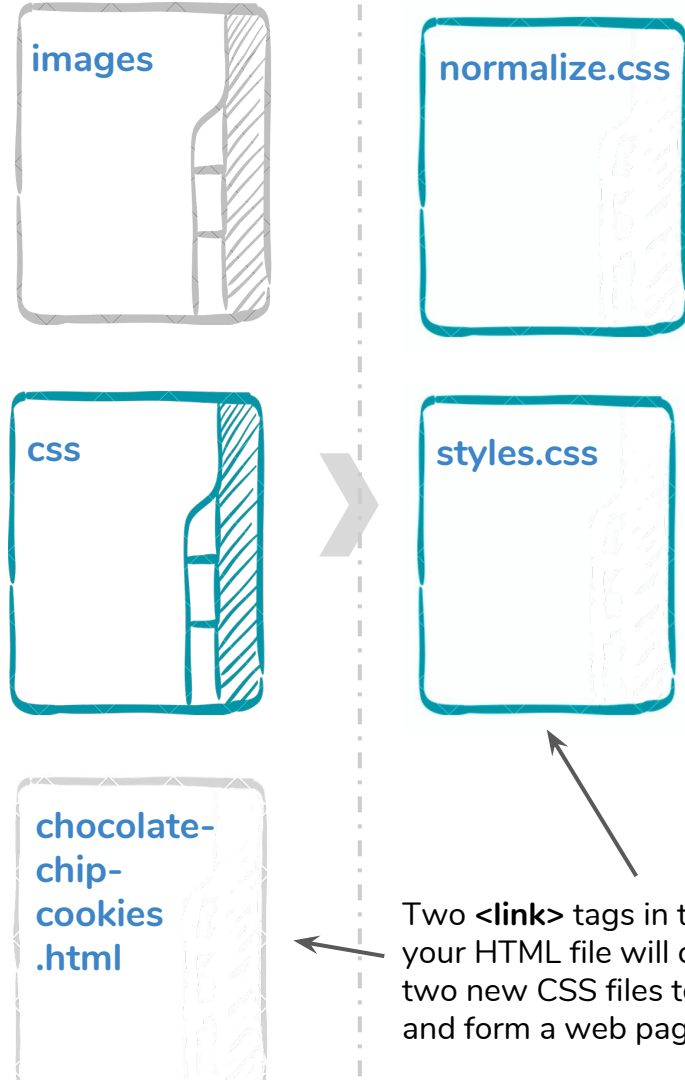 images
normalize.css
css
styles.css
chocolate-
chip-
cookies
.html
Two <link> tags in
your HTML file will
two new CSS files
and form a web